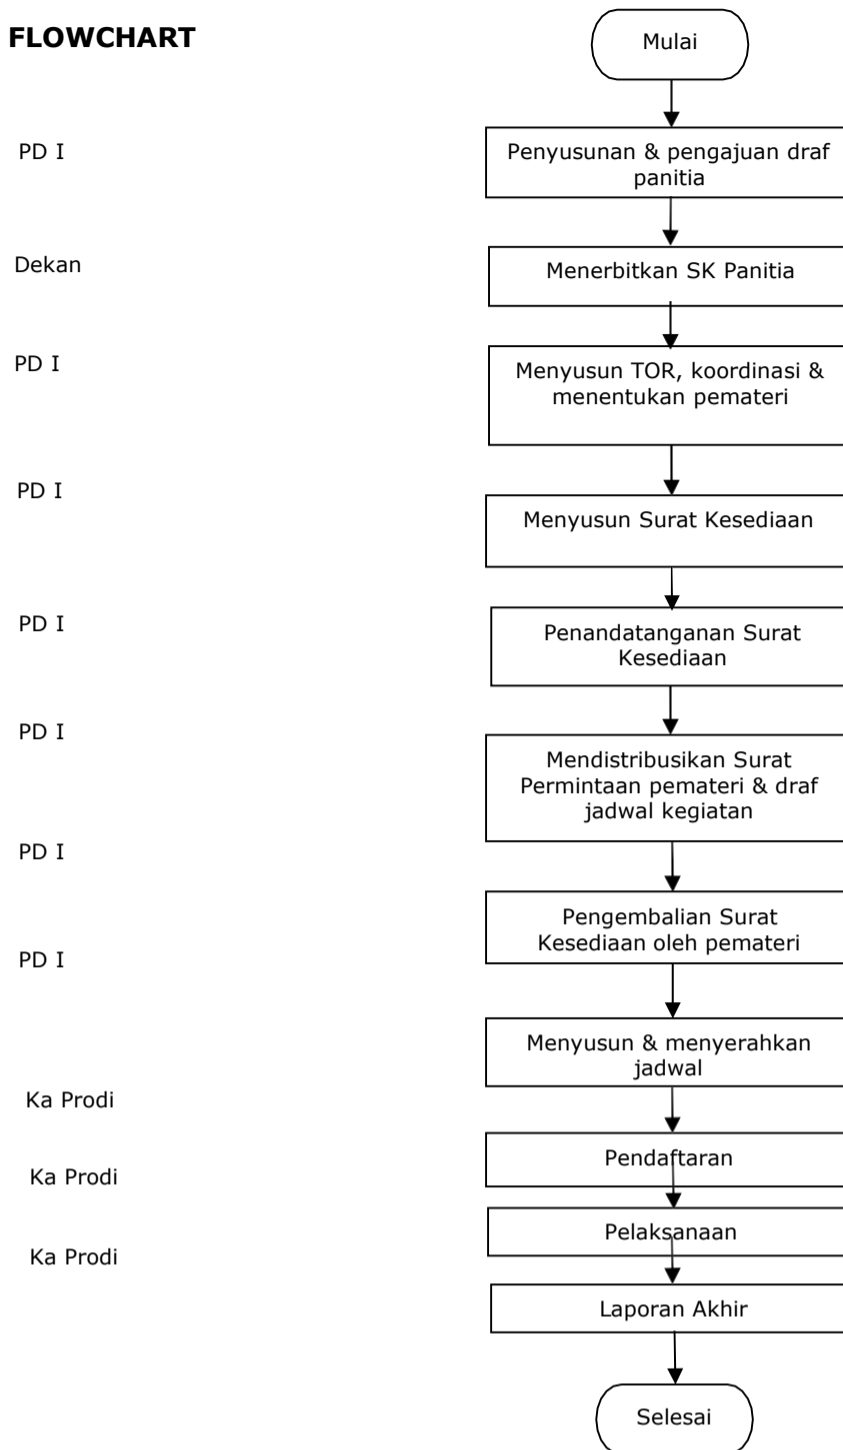 FLOWCHART
Mulai
PD I
Penyusunan & pengajuan draf
panitia
Dekan
Menerbitkan SK Panitia
PD I
Menyusun TOR, koordinasi &
menentukan pemateri
PD I
Menyusun Surat Kesediaan
PD I
Penandatanganan Surat
Kesediaan
PD I
Mendistribusikan Surat
Permintaan pemateri & draf
jadwal kegiatan
PD I
Pengembalian Surat
Kesediaan oleh pemateri
PD I
Menyusun & menyerahkan
jadwal
Ka Prodi
Pendaftaran
Ka Prodi
Pelaksanaan
Ka Prodi
Laporan Akhir
Selesai